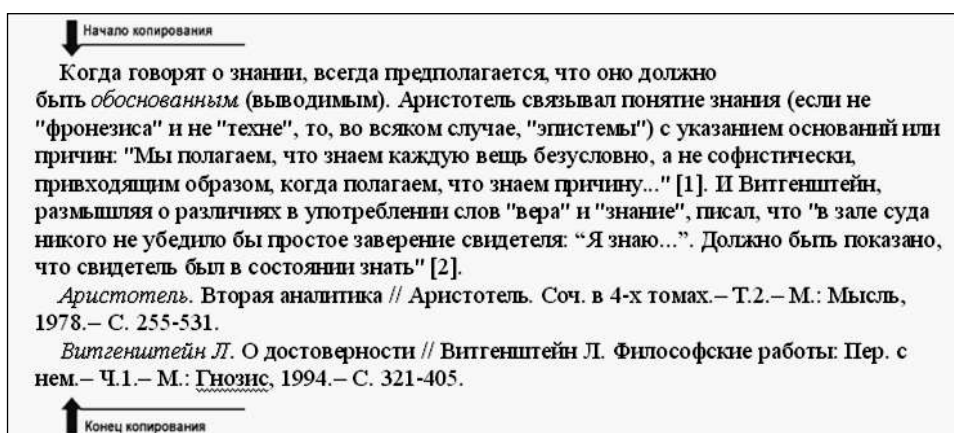 Начало копирования
Когда говорят о знании, всегда предполагается, что оно должно
быть обоснованным (выводимым). Аристотель связывал понятие знания (если не
"фронезиса" и не "техне", то, во всяком случае, "эпистемы") с указанием оснований или
причин: "Мы полагаем, что знаем каждую вещь безусловно, а не софистически,
привходящим образом, когда полагаем, что знаем причину..." [1]. И Витгенштейн,
размышляя о различиях в употреблении слов "вера" и "знание", писал, что "в зале суда
никого не убедило бы простое заверение свидетеля: “Я знаю...”. Должно быть показано,
что свидетель был в состоянии знать" [2].
Аристотель. Вторая аналитика // Аристотель. Соч. в 4-х томах.– Т.2.– М.: Мысль,
1978.– С. 255-531.
Витгенштейн Л. О достоверности // Витгенштейн Л. Философские работы: Пер. с
нем.– Ч.1.– М.: Гнозис, 1994.– С. 321-405.
Конец копирования